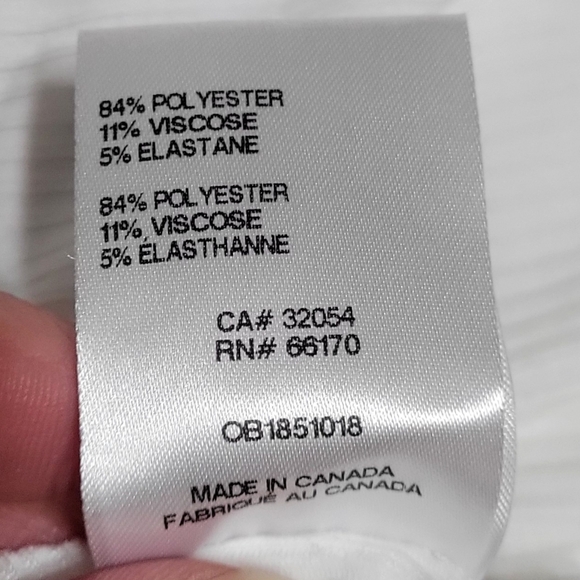 84% POLYESTER
11% VISCOSE
5% ELASTANE
84% POLYESTER
11% VISCOSE
5% ÉLASTHANNE
CA# 32054
RN# 66170
OB1851018
MADE IN CANADA
FABRIQUÉ AU CANADA